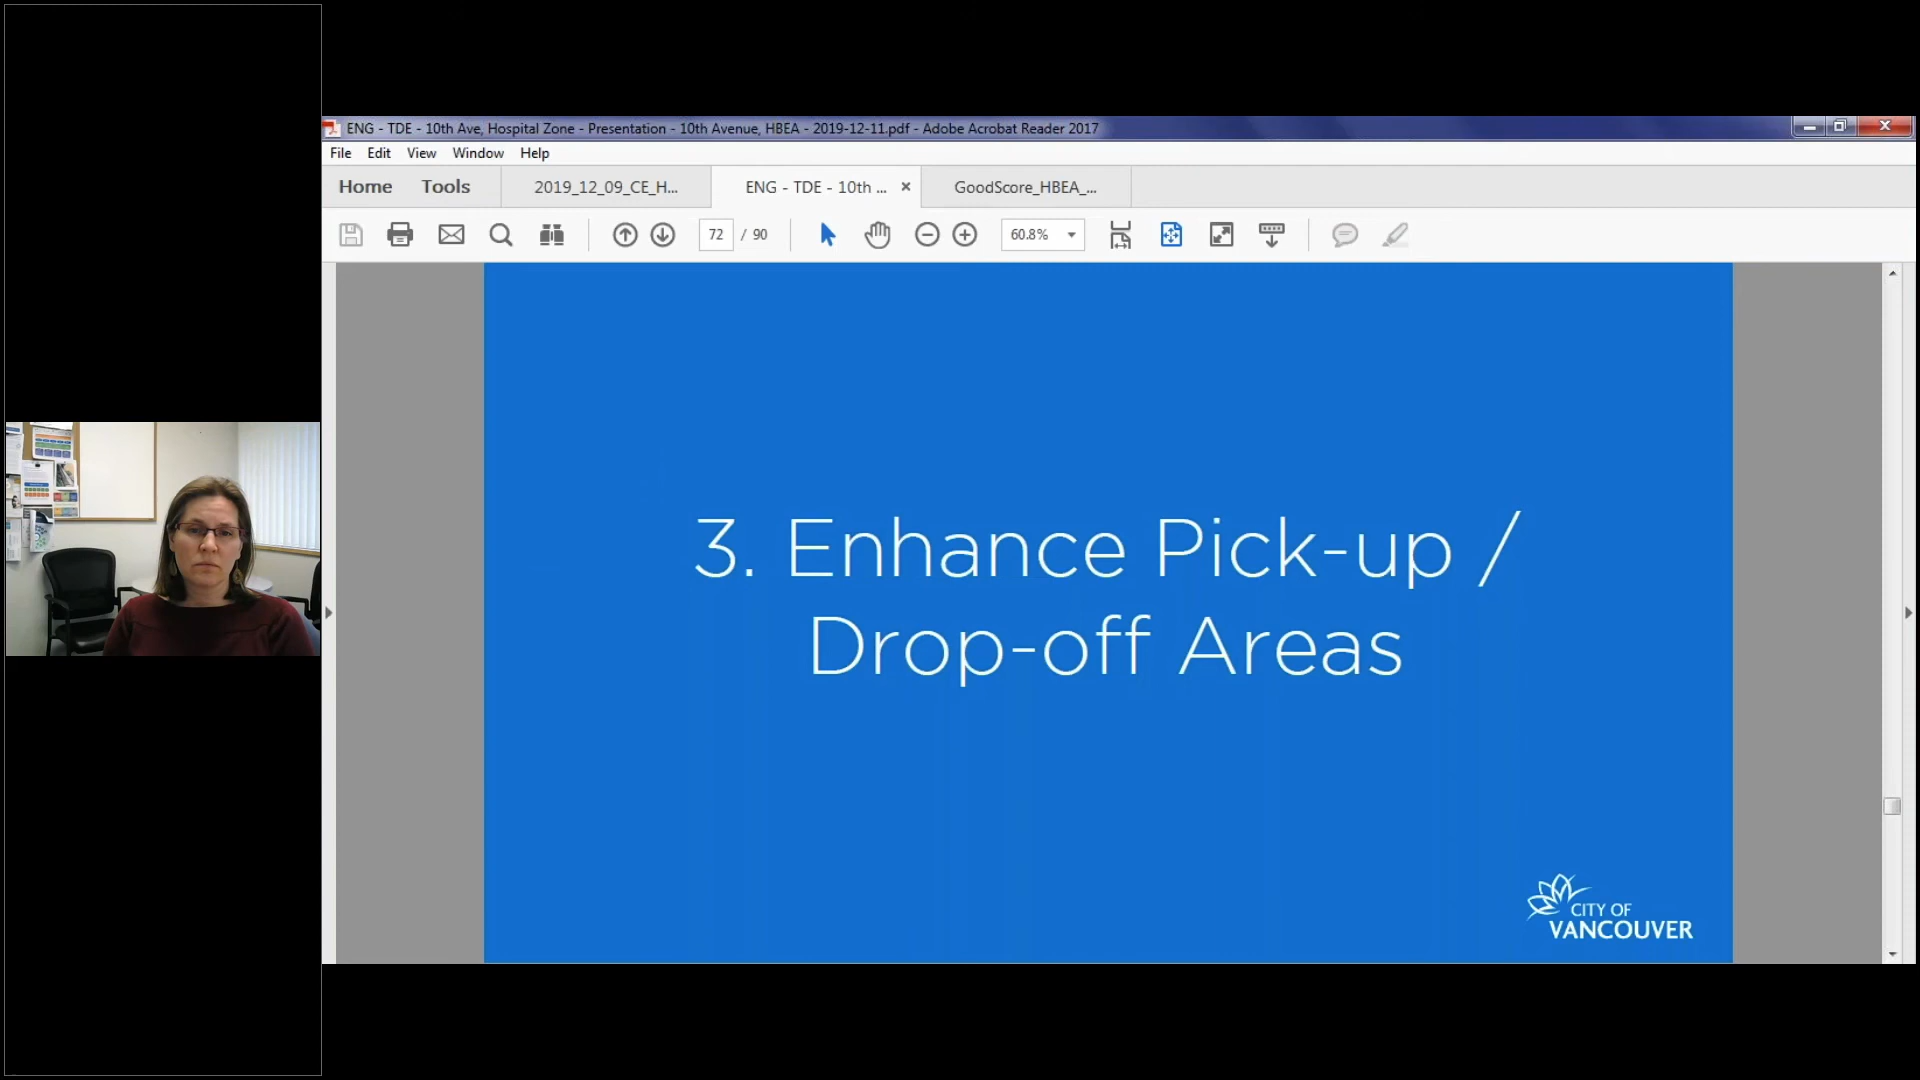 ENG - TDE - 10th Ave, Hospital Zone - Presentation - 10th Avenue, HBEA - 2019-12-11.pdf - Adobe Acrobat Reader 2017
File Edit View Window Help
Home Tools 2019_12_09_CE_H... ENG - TDE - 10th ... GoodScore_HBEA_...
72 / 90 60.8%
3. Enhance Pick-up /
Drop-off Areas
CITY OF
VANCOUVER